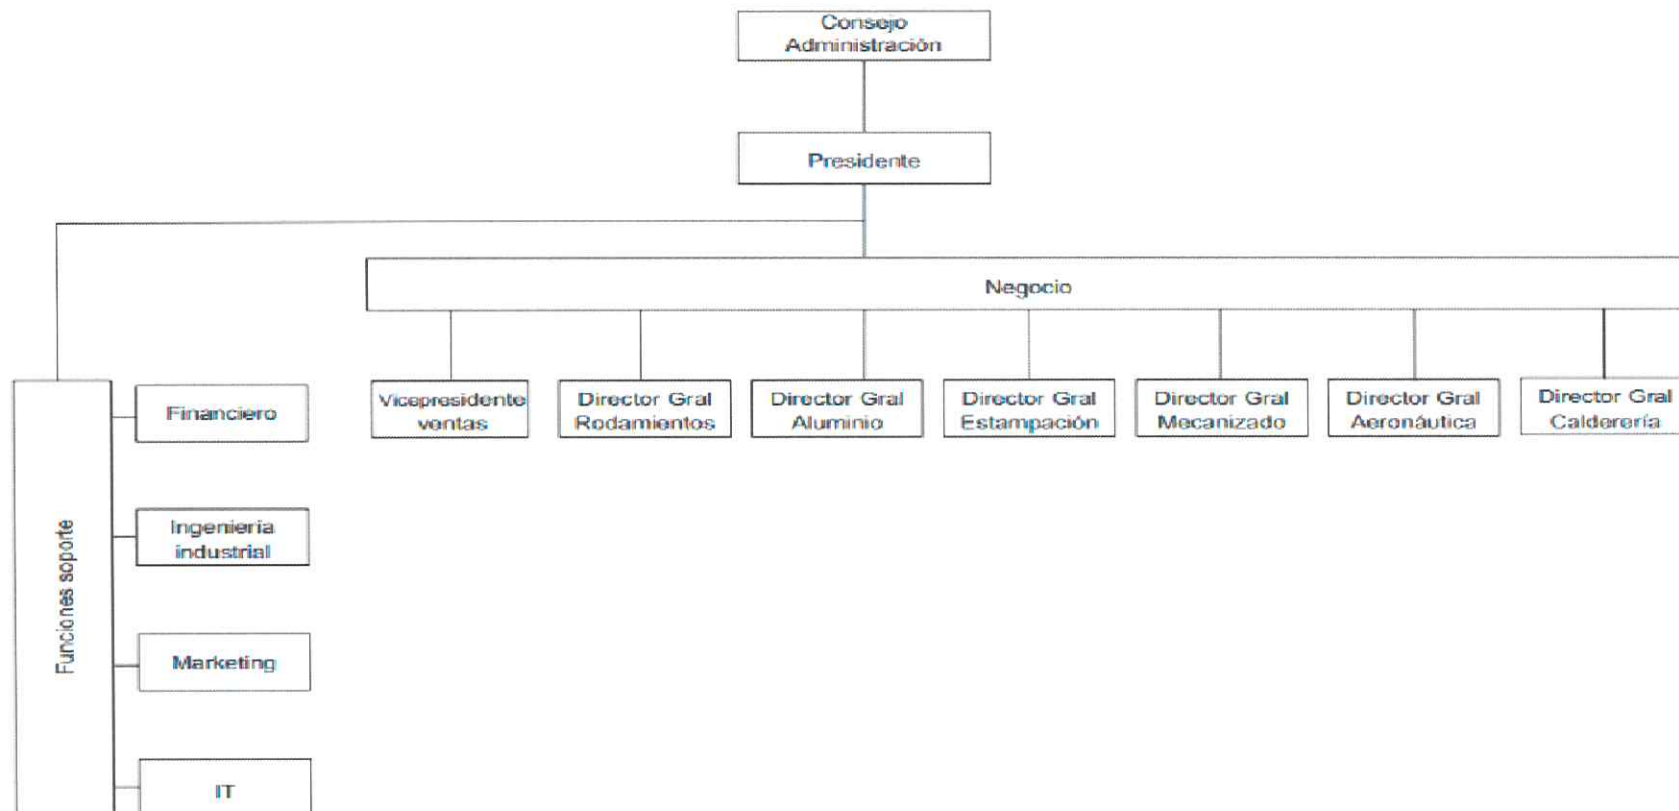 Consejo
Administración
Presidente
Negocio
Vicepresidente
ventas
Director Gral
Rodamientos
Director Gral
Aluminio
Director Gral
Estampación
Director Gral
Mecanizado
Director Gral
Aeronáutica
Director Gral
Calderería
Funciones soporte
Financiero
Ingeniería
industrial
Marketing
IT